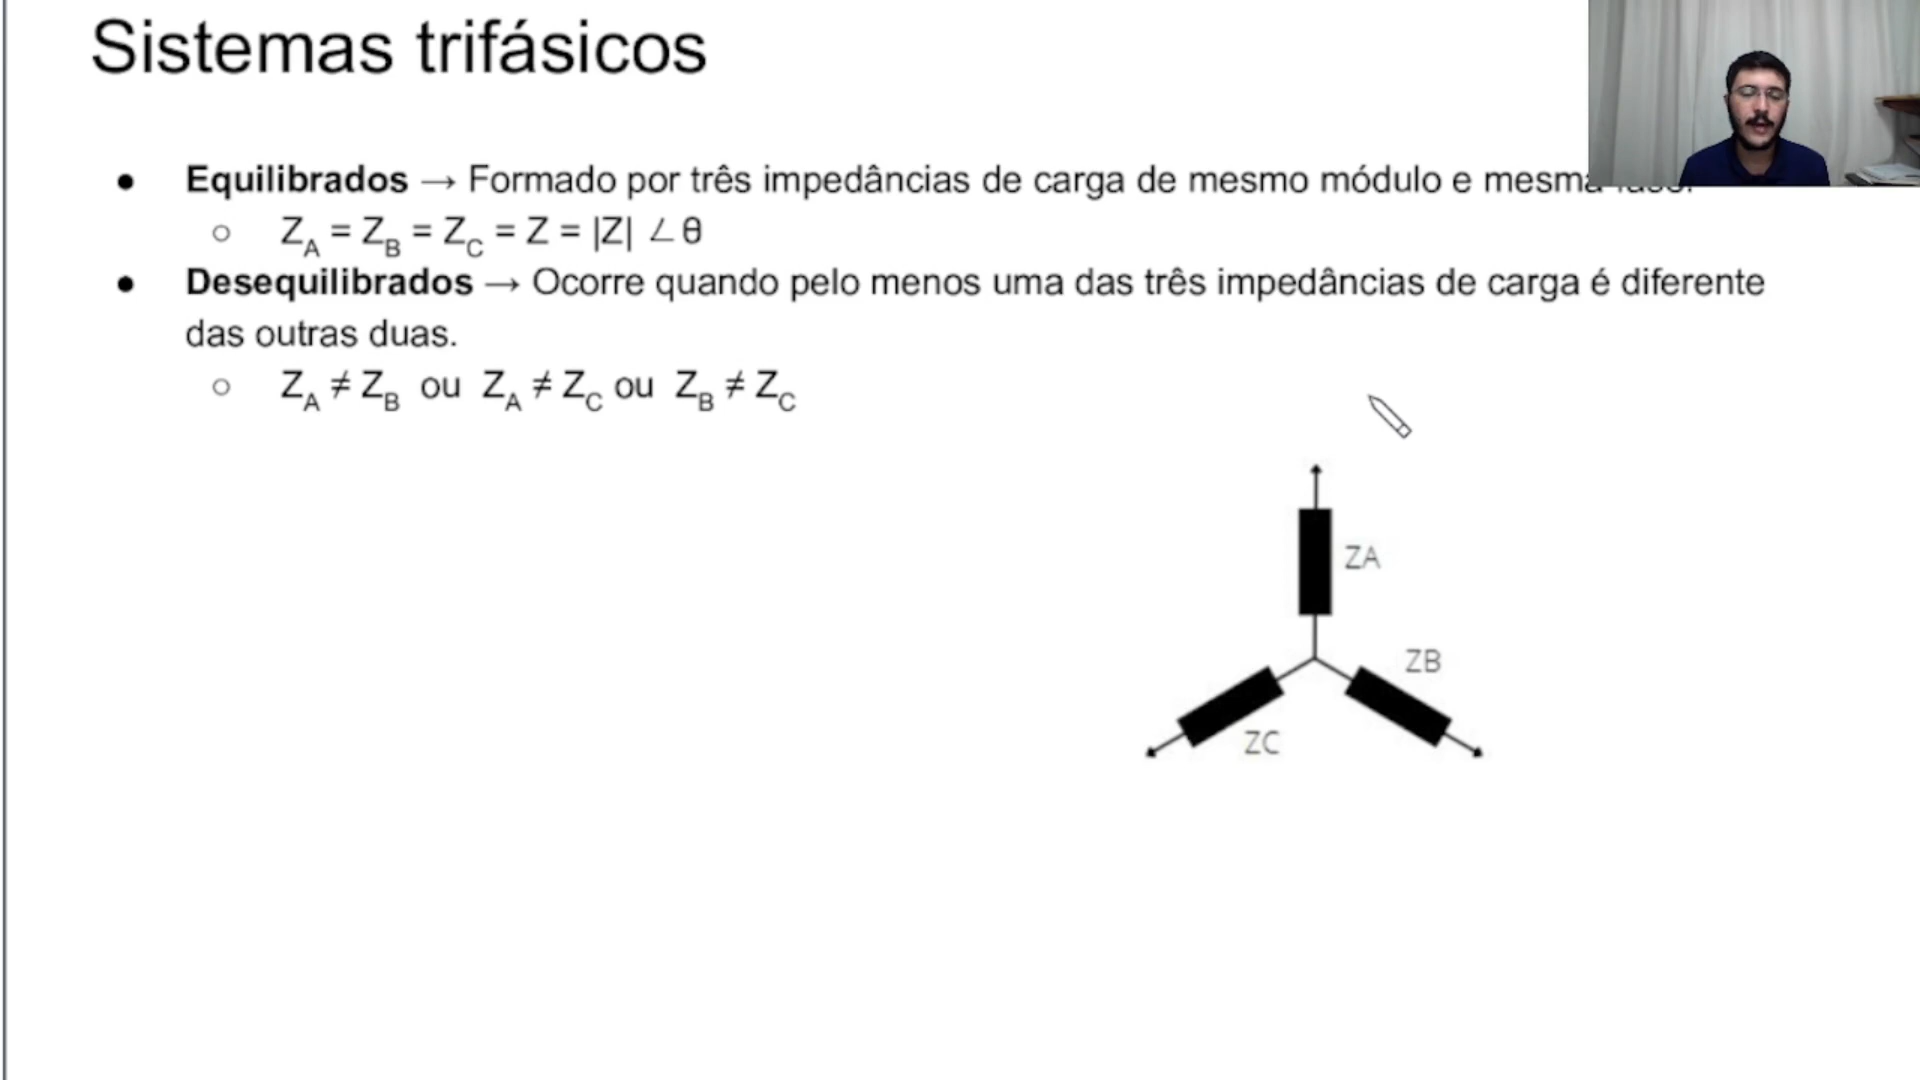 Sistemas trifásicos
● Equilibrados → Formado por três impedâncias de carga de mesmo módulo e mesma
○ Z_A = Z_B = Z_C = Z = |Z| ∠θ
● Desequilibrados → Ocorre quando pelo menos uma das três impedâncias de carga é diferente
das outras duas.
○ Z_A ≠ Z_B ou Z_A ≠ Z_C ou Z_B ≠ Z_C
ZA
ZB
ZC